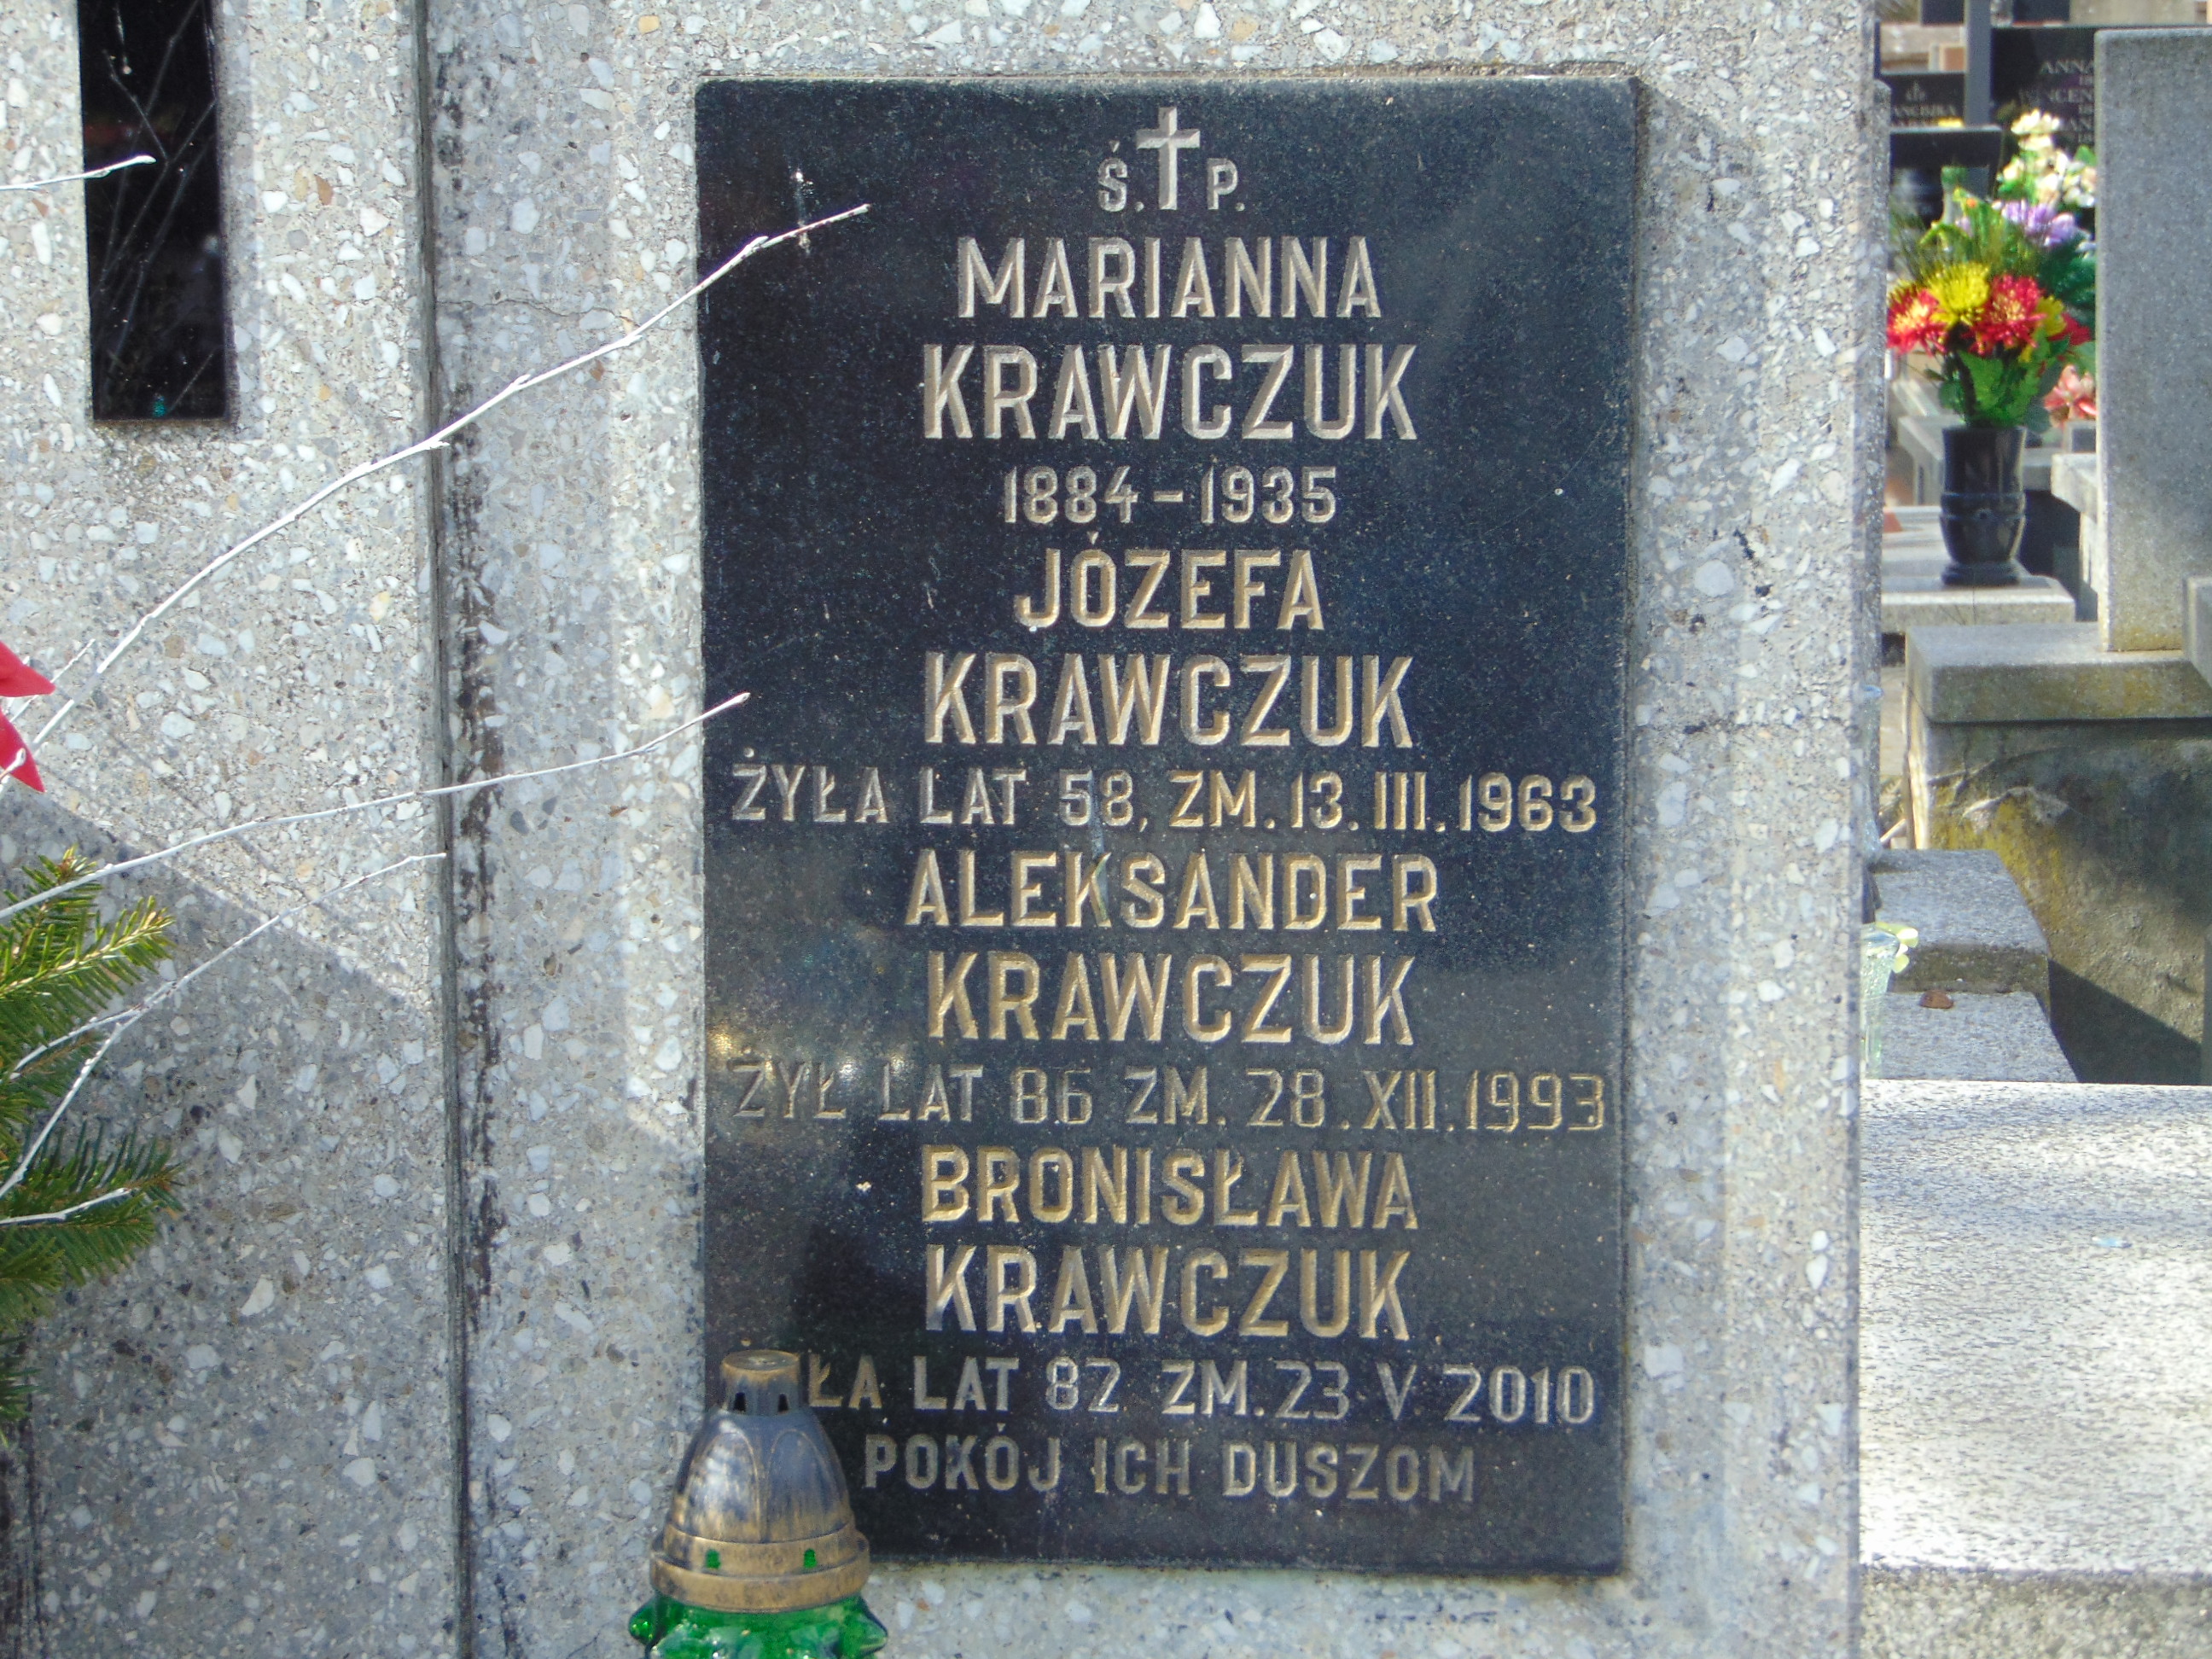 Ś. P.
MARIANNA
KRAWCZUK
1884-1935
JÓZEFA
KRAWCZUK
ŻYŁA LAT 58, ZM. 13. III. 1963
ALEKSANDER
KRAWCZUK
ŻYŁ LAT 86 ZM. 28. XII. 1993
BRONISŁAWA
KRAWCZUK
ŁA LAT 82 ZM. 23 V. 2010
POKÓJ ICH DUSZOM
ANNA